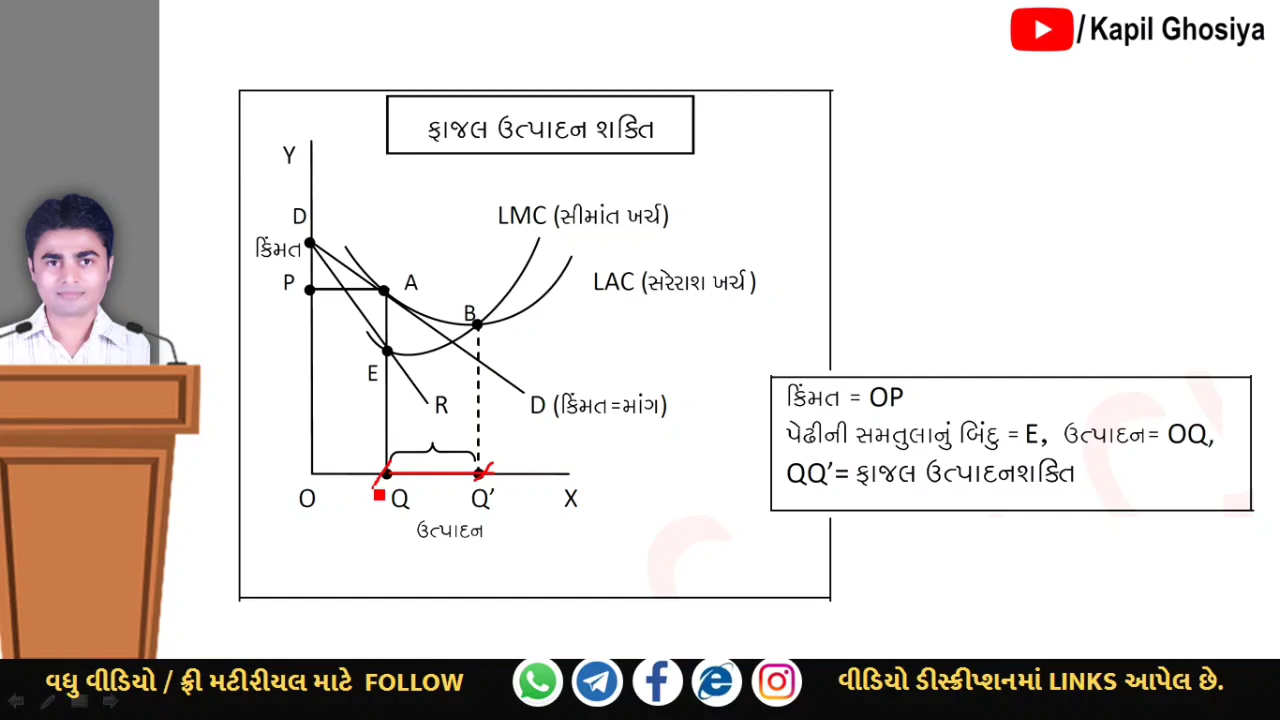 /Kapil Ghosiya
ફાજલ ઉત્પાદન શક્તિ
Y
D
કિંમત
P
A
B
E
R
LMC (સીમાંત ખર્ચ)
LAC (સરેરાશ ખર્ચ)
D (કિંમત=માંગ)
O
Q
Q’
X
ઉત્પાદન
કિંમત = OP
પેઢીની સમતુલાનું બિંદુ = E, ઉત્પાદન= OQ,
QQ’= ફાજલ ઉત્પાદનશક્તિ
વધુ વીડિયો / ફ્રી મટીરીયલ માટે FOLLOW
વીડિયો ડીસ્ક્રીપ્શનમાં LINKS આપેલ છે.